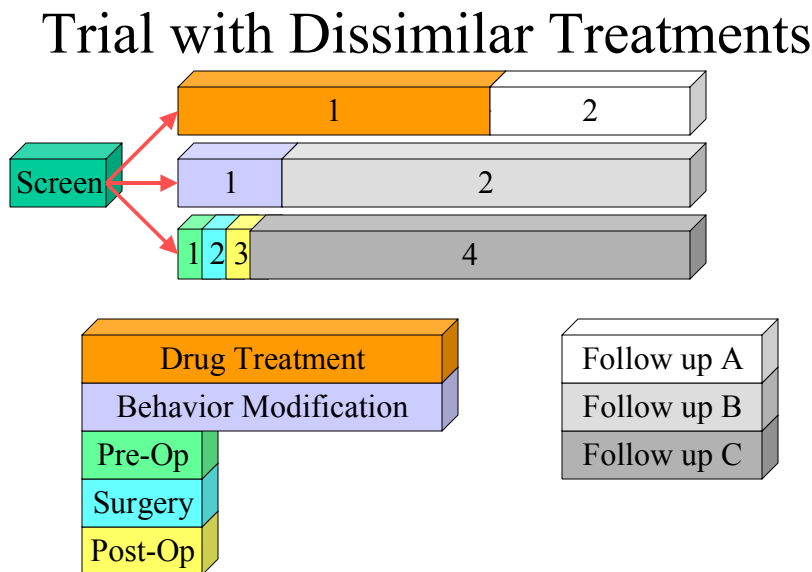 Trial with Dissimilar Treatments
1 2
Screen
1 2
1 2 3 4
Drug Treatment
Behavior Modification
Pre-Op
Surgery
Post-Op
Follow up A
Follow up B
Follow up C